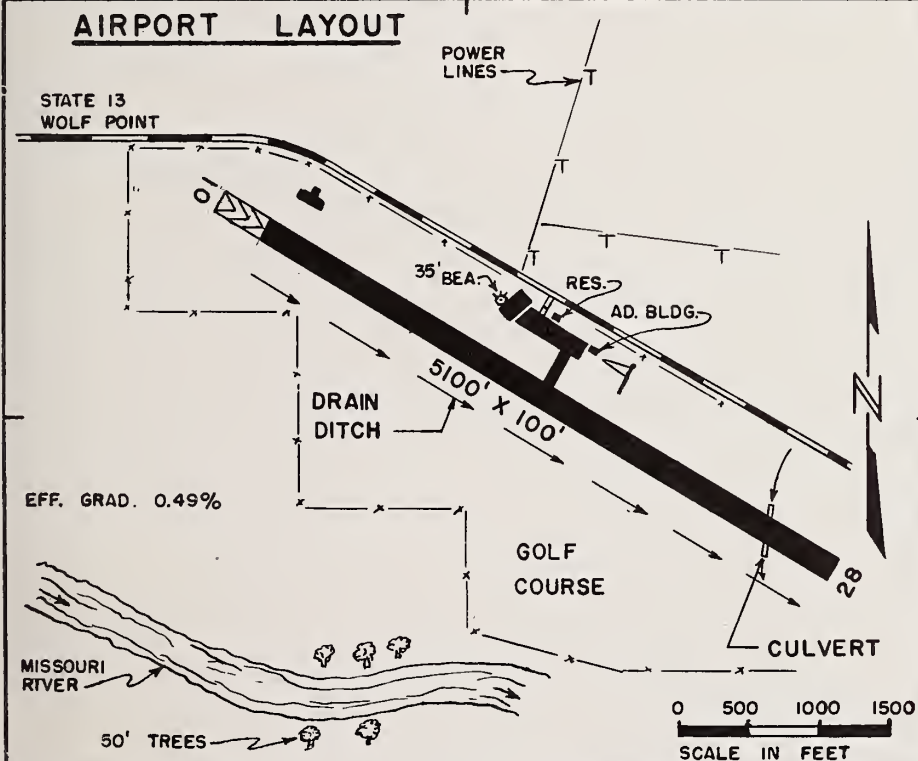 AIRPORT LAYOUT
POWER
LINES
STATE 13
WOLF POINT
T
T
T
T
T
35' BEA.
RES.
AD. BLDG.
5100' X 100'
DRAIN
DITCH
N
EFF. GRAD. 0.49%
GOLF
COURSE
28
CULVERT
MISSOURI
RIVER
50' TREES
0 500 1000 1500
SCALE IN FEET